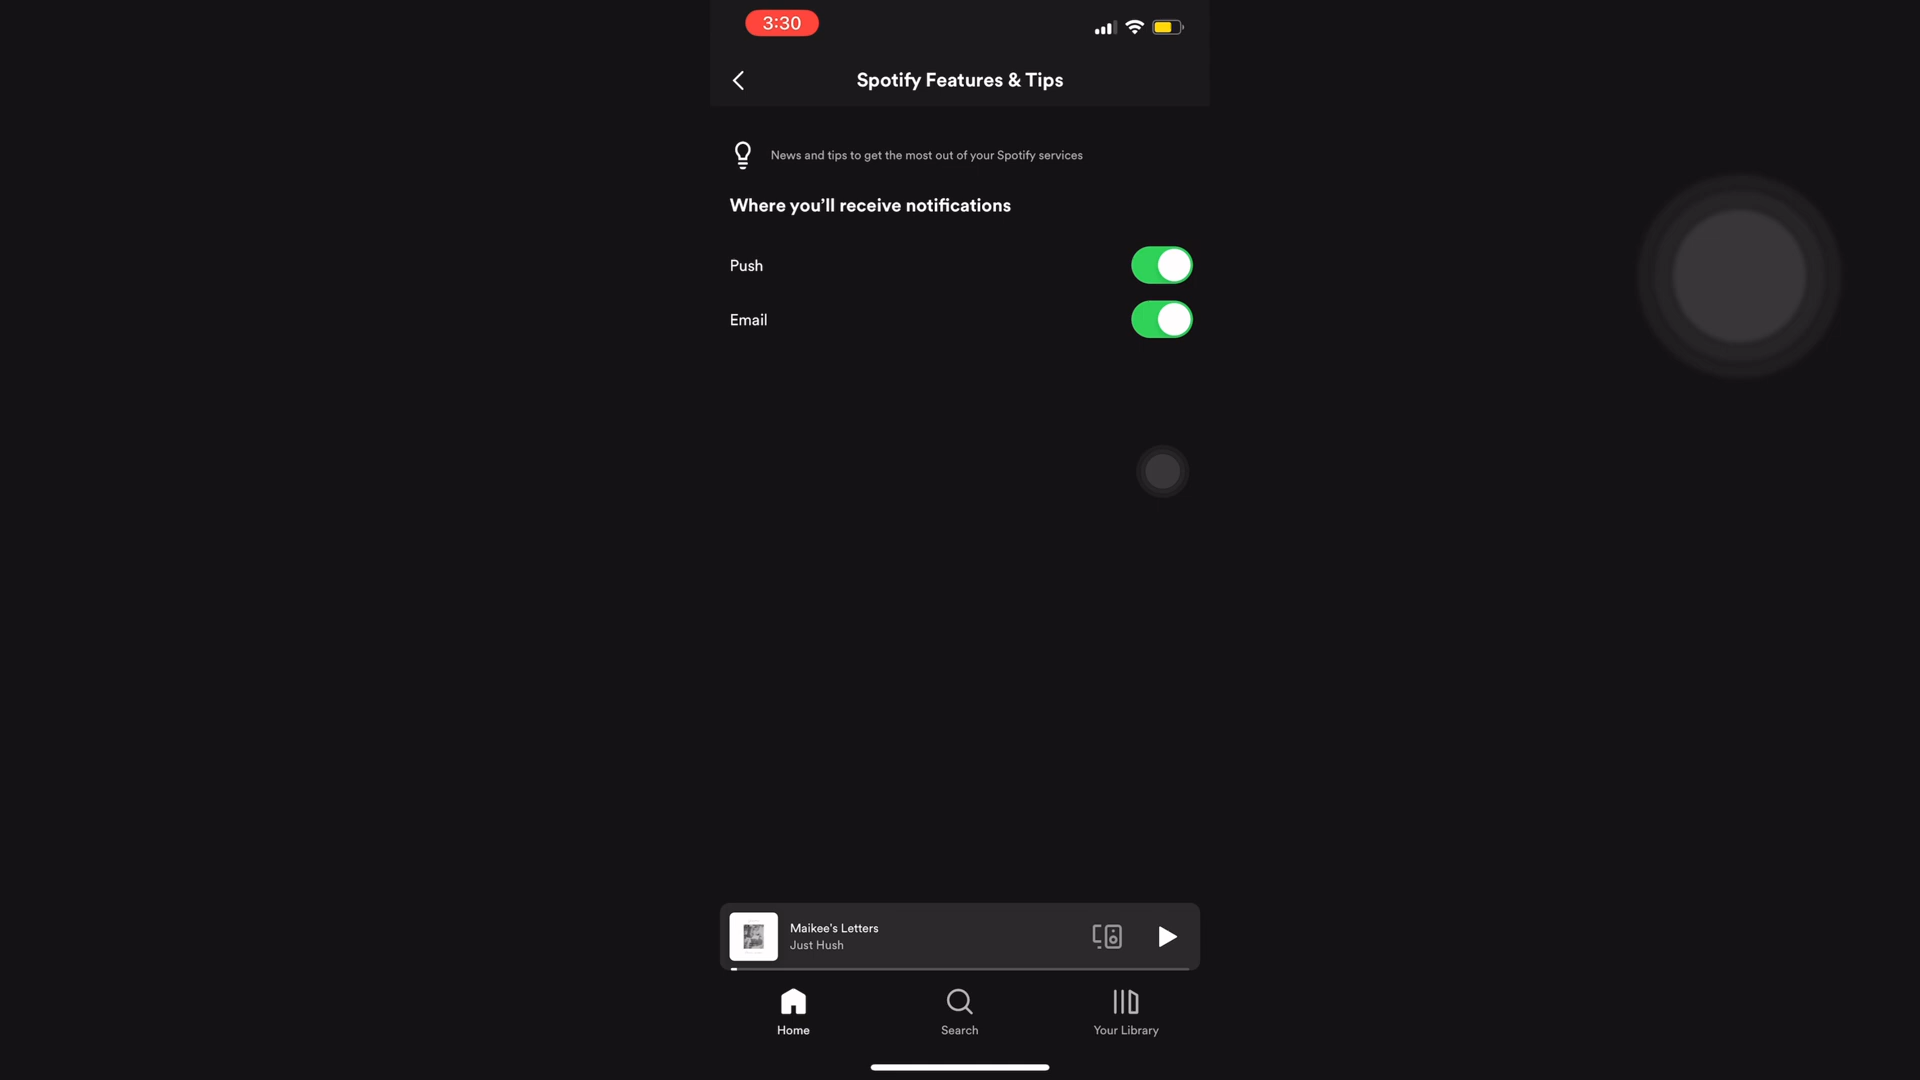 3:30
Spotify Features & Tips
News and tips to get the most out of your Spotify services
Where you’ll receive notifications
Push
Email
Maikee's Letters
Just Hush
Home
Search
Your Library